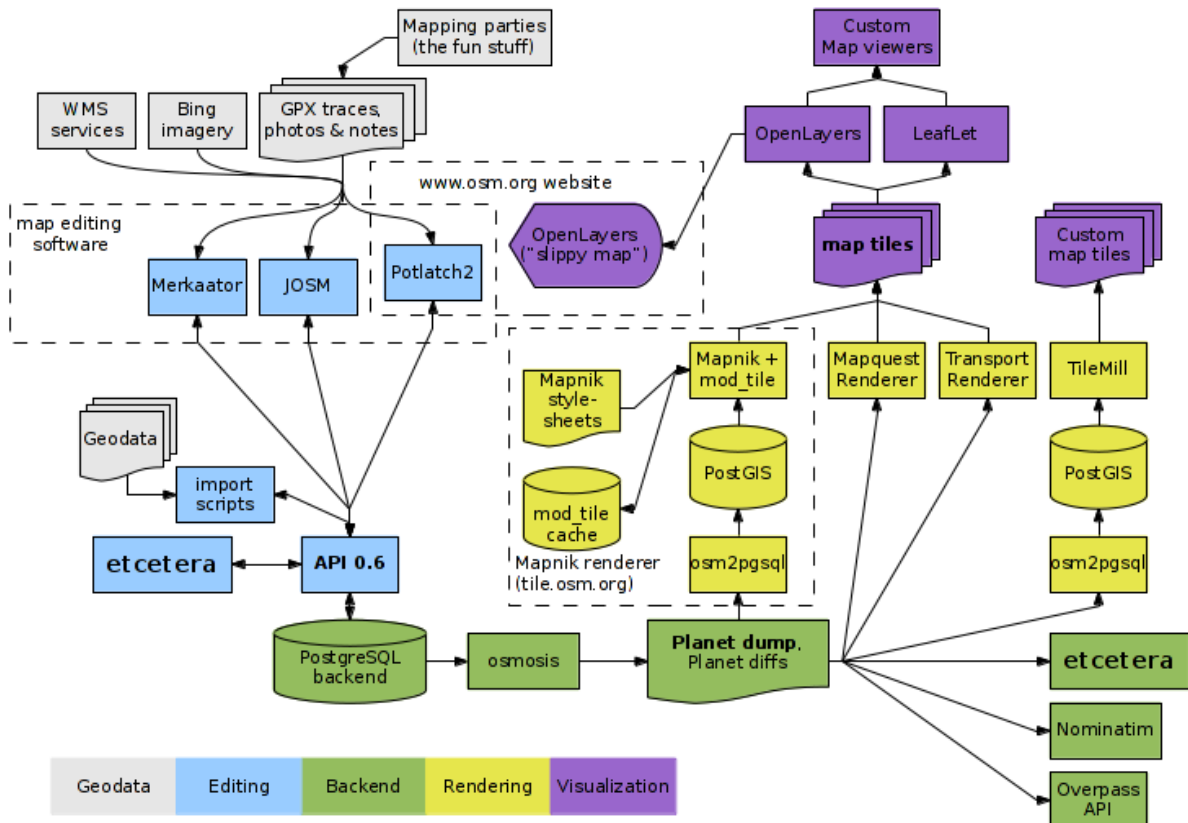 Mapping parties
(the fun stuff)
Custom
Map viewers
WMS
services
Bing
imagery
GPX traces,
photos & notes
OpenLayers
LeafLet
www.osm.org website
map editing
software
OpenLayers
("slippy map")
map tiles
Custom
map tiles
Merkaator
JOSM
Potlatch2
Mapnik
style-
sheets
Mapnik +
mod_tile
Mapquest
Renderer
Transport
Renderer
TileMill
Geodata
import
scripts
PostGIS
PostGIS
mod_tile
cache
Mapnik renderer
(tile.osm.org)
osm2pgsql
osm2pgsql
etcetera
API 0.6
PostgreSQL
backend
osmosis
Planet dump,
Planet diffs
etcetera
Nominatim
Overpass
API
Geodata
Editing
Backend
Rendering
Visualization